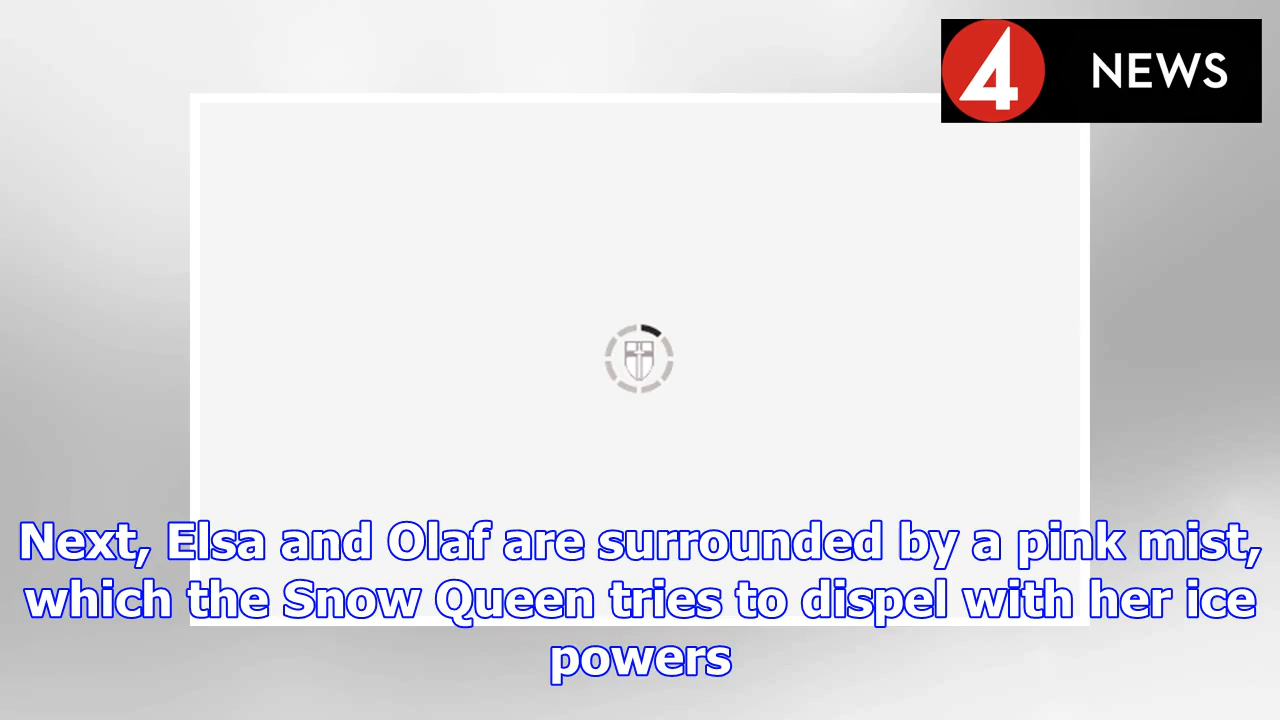 4 NEWS
Next, Elsa and Olaf are surrounded by a pink mist,
which the Snow Queen tries to dispel with her ice
powers